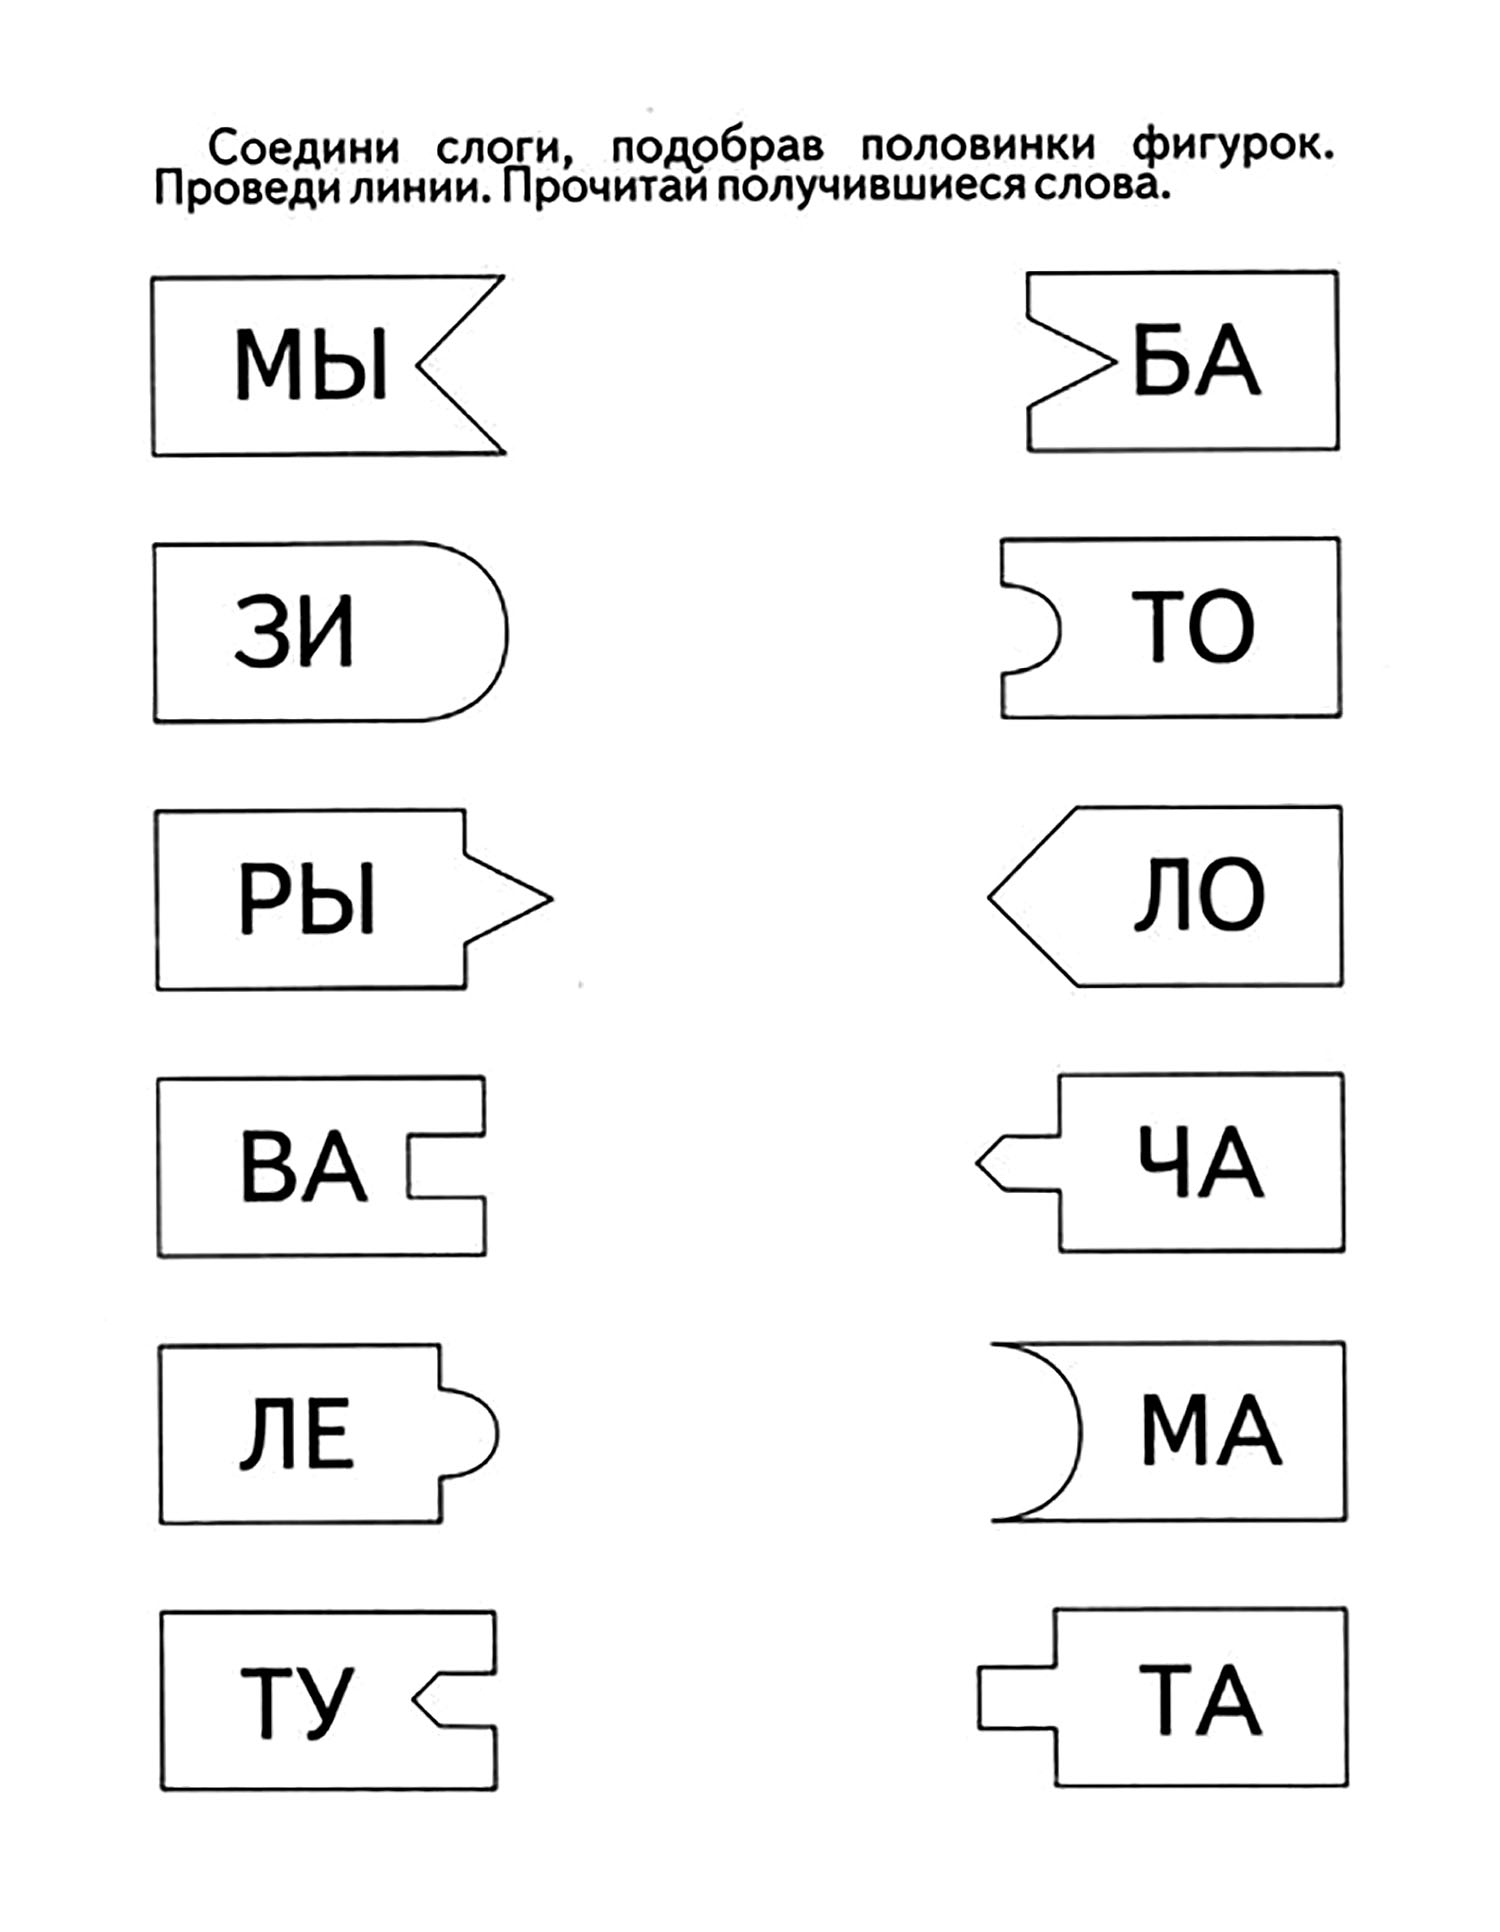 Соедини слоги, подобрав половинки фигурок.
Проведи линии. Прочитай получившиеся слова.
МЫ БА
ЗИ ТО
РЫ ЛО
ВА ЧА
ЛЕ МА
ТУ ТА